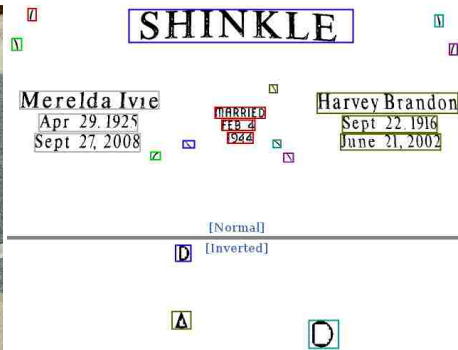 SHINKLE
Merelda Ivie
Apr 29. 1925
Sept 27, 2008
MARRIED
FEB 4
1944
Harvey Brandon
Sept 22. 1916
June 21, 2002
[Normal]
[Inverted]
D
A
D